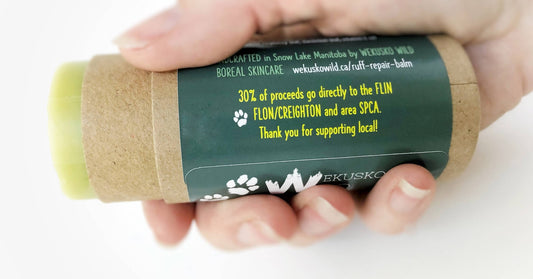 CRAFTED in Snow Lake Manitoba by WEKUSKO WILD
BOREAL SKINCARE wekuskowild.ca/ruff-repair-balm
30% of proceeds go directly to the FLIN
FLON/CREIGHTON and area SPCA.
Thank you for supporting local!
WEKUSKO